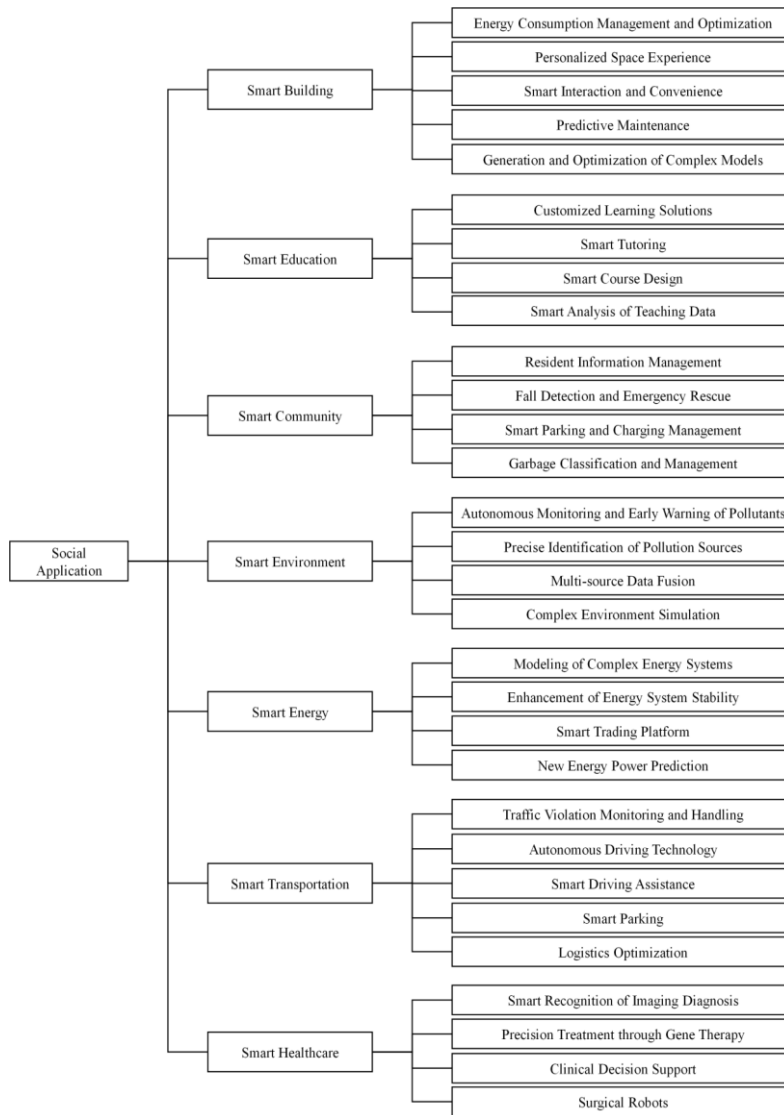 Social
Application
Smart Building
Energy Consumption Management and Optimization
Personalized Space Experience
Smart Interaction and Convenience
Predictive Maintenance
Generation and Optimization of Complex Models
Smart Education
Customized Learning Solutions
Smart Tutoring
Smart Course Design
Smart Analysis of Teaching Data
Smart Community
Resident Information Management
Fall Detection and Emergency Rescue
Smart Parking and Charging Management
Garbage Classification and Management
Smart Environment
Autonomous Monitoring and Early Warning of Pollutants
Precise Identification of Pollution Sources
Multi-source Data Fusion
Complex Environment Simulation
Smart Energy
Modeling of Complex Energy Systems
Enhancement of Energy System Stability
Smart Trading Platform
New Energy Power Prediction
Smart Transportation
Traffic Violation Monitoring and Handling
Autonomous Driving Technology
Smart Driving Assistance
Smart Parking
Logistics Optimization
Smart Healthcare
Smart Recognition of Imaging Diagnosis
Precision Treatment through Gene Therapy
Clinical Decision Support
Surgical Robots